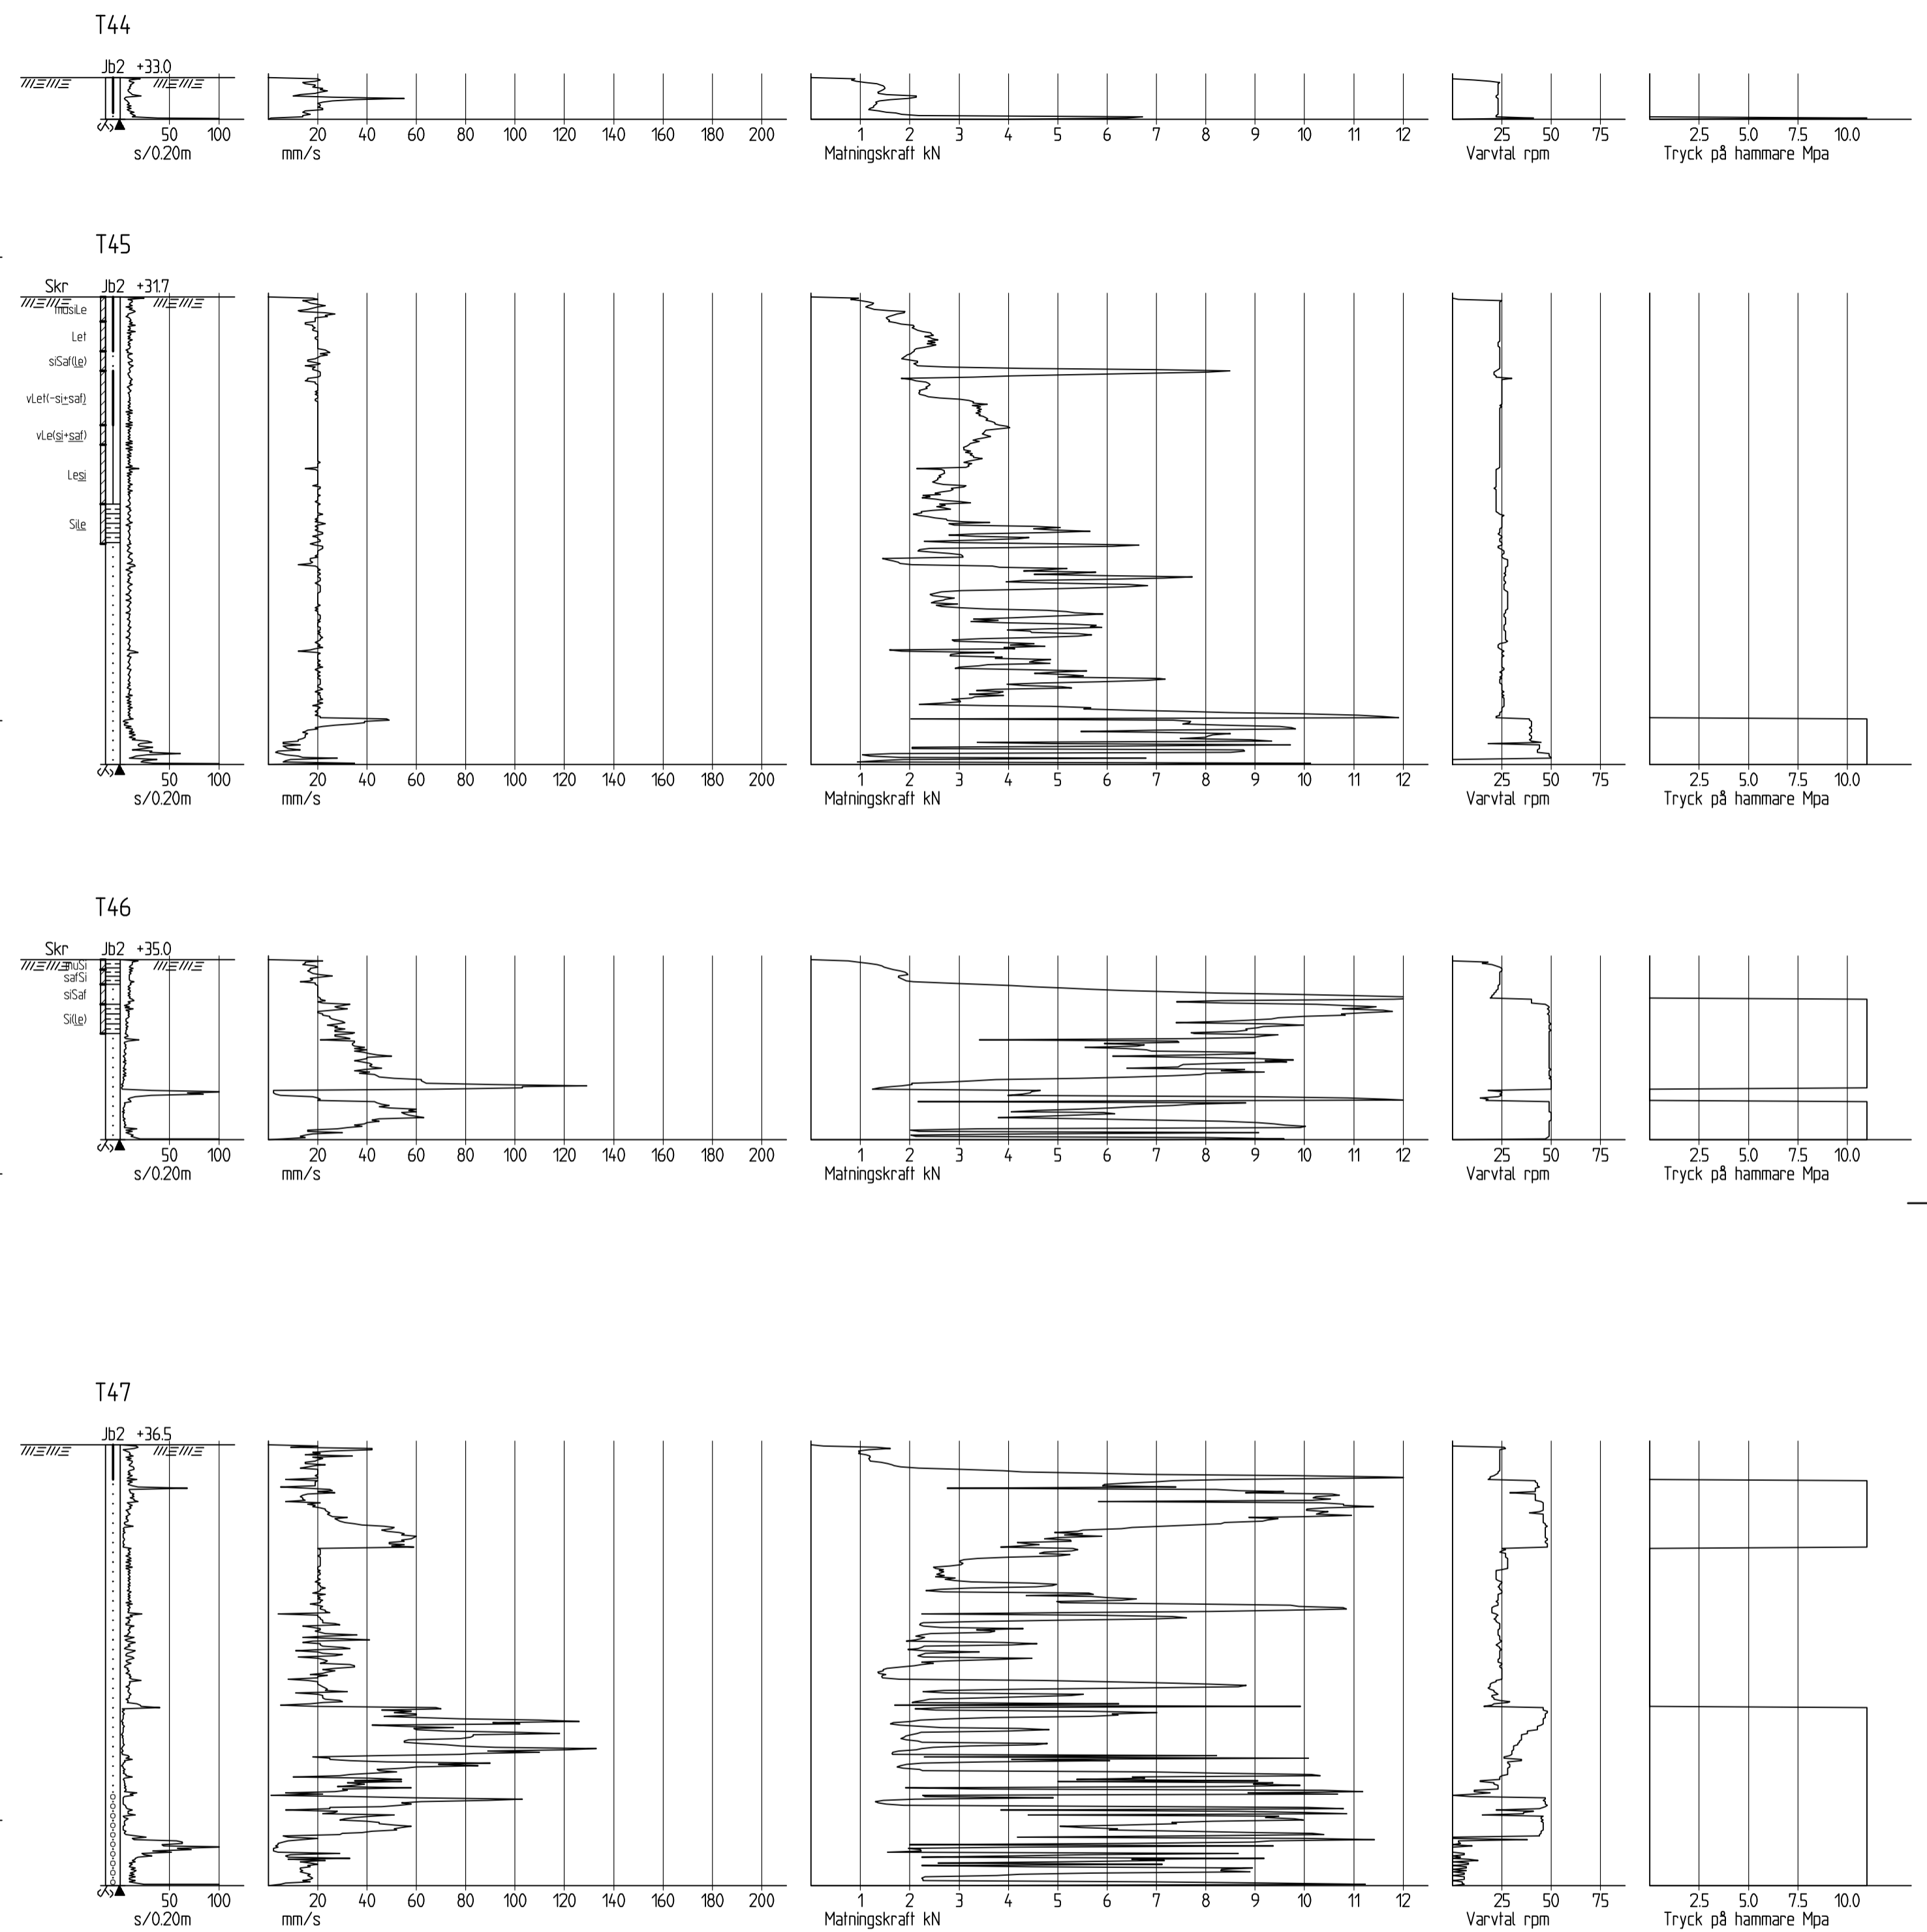 T44
Jb2 +33.0
50 100 20 40 60 80 100 120 140 160 180 200 1 2 3 4 5 6 7 8 9 10 11 12 25 50 75 2.5 5.0 7.5 10.0
s/0.20m mm/s Matningskraft kN Varvtal rpm Tryck på hammare Mpa
T45
Skr Jb2 +31.7
musiLe
Let
siSaf(le)
vLet(-si+saf)
vLe(si+saf)
Lesi
Sile
50 100 20 40 60 80 100 120 140 160 180 200 1 2 3 4 5 6 7 8 9 10 11 12 25 50 75 2.5 5.0 7.5 10.0
s/0.20m mm/s Matningskraft kN Varvtal rpm Tryck på hammare Mpa
T46
Skr Jb2 +35.0
muSi
safSi
siSaf
Si(le)
50 100 20 40 60 80 100 120 140 160 180 200 1 2 3 4 5 6 7 8 9 10 11 12 25 50 75 2.5 5.0 7.5 10.0
s/0.20m mm/s Matningskraft kN Varvtal rpm Tryck på hammare Mpa
T47
Jb2 +36.5
50 100 20 40 60 80 100 120 140 160 180 200 1 2 3 4 5 6 7 8 9 10 11 12 25 50 75 2.5 5.0 7.5 10.0
s/0.20m mm/s Matningskraft kN Varvtal rpm Tryck på hammare Mpa